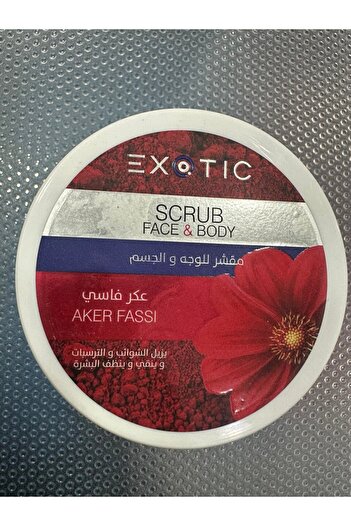 EXOTIC
SCRUB
FACE & BODY
مقشر للوجه و الجسم
عكر فاسي
AKER FASSI
يزيل الشوائب و الترسبات
و ينقي و ينظف البشرة